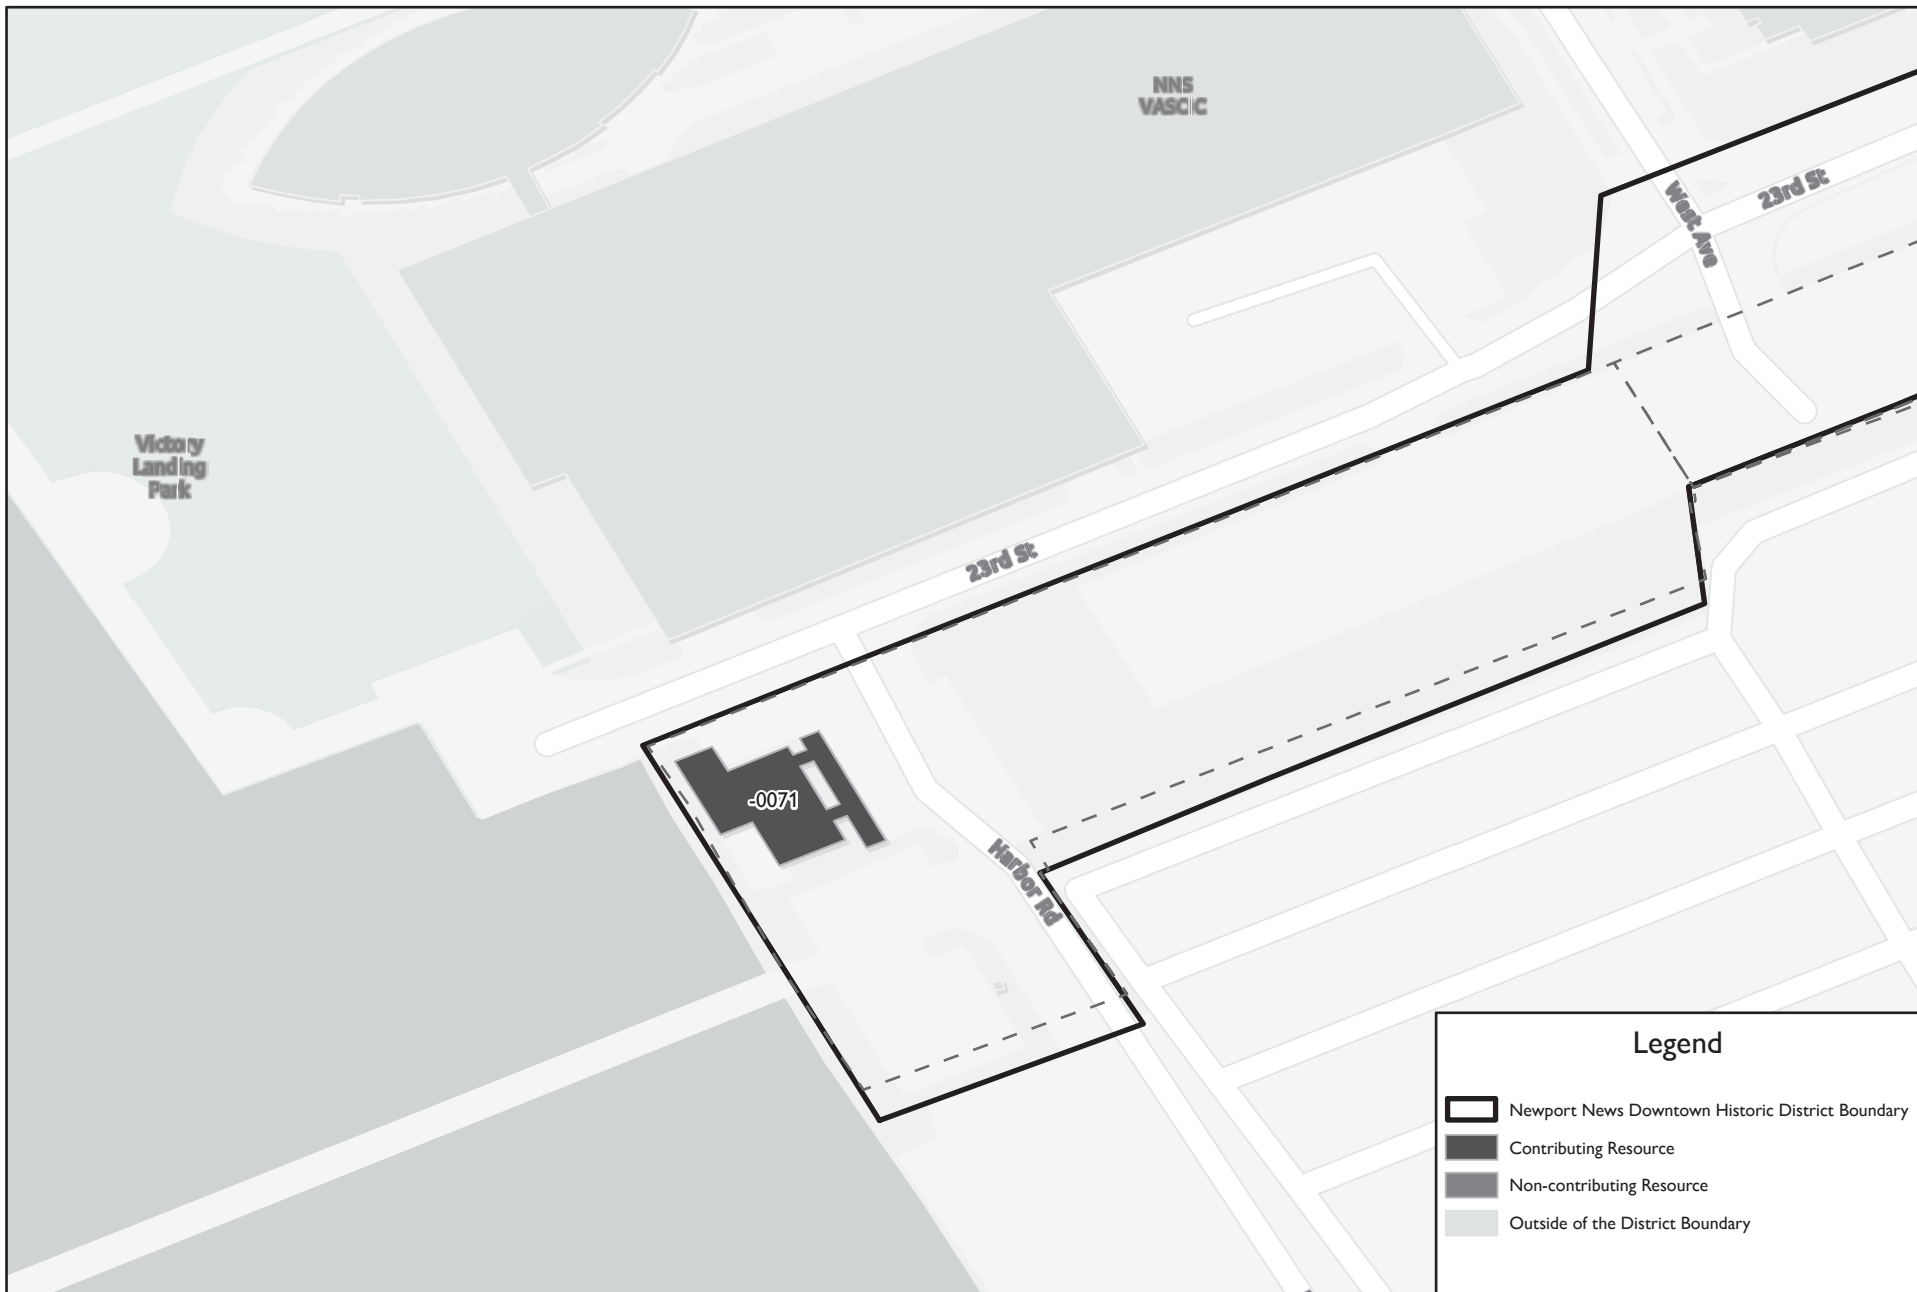 NNS
VASCIC
23rd St
West Ave
Victory
Landing
Park
23rd St
-0071
Harbor Rd
Legend
Newport News Downtown Historic District Boundary
Contributing Resource
Non-contributing Resource
Outside of the District Boundary